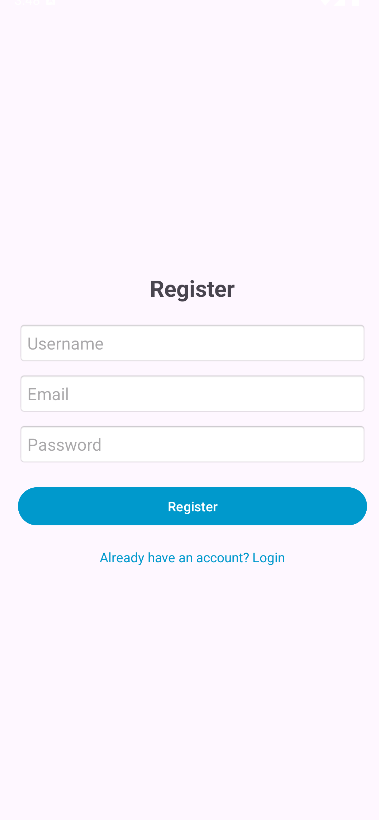 Register
Username
Email
Password
Register
Already have an account? Login